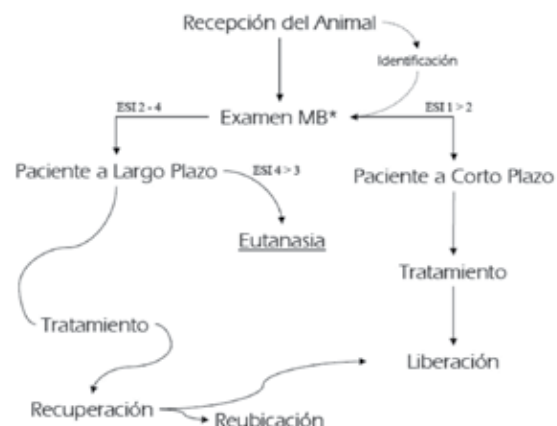 Recepción del Animal
Identificación
ESI 2 - 4
Examen MB*
ESI 1 > 2
Paciente a Largo Plazo
ESI 4 > 3
Paciente a Corto Plazo
Eutanasia
Tratamiento
Tratamiento
Liberación
Recuperación
Reubicación